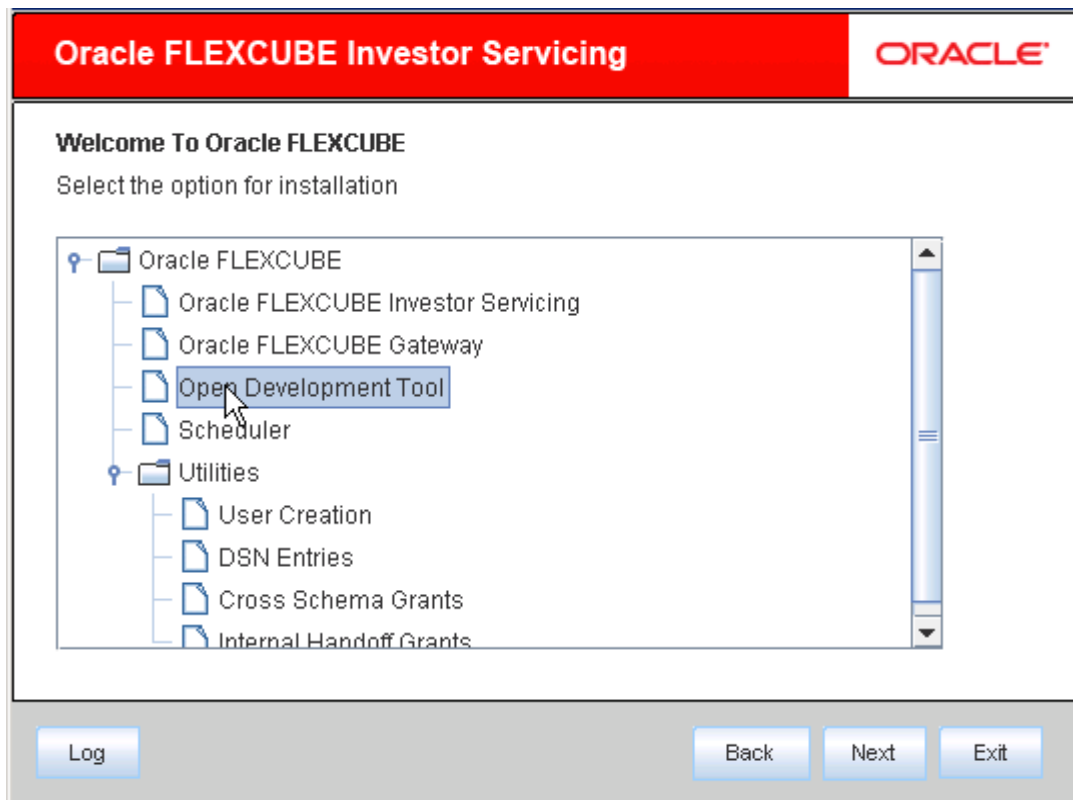 Oracle FLEXCUBE Investor Servicing
ORACLE
Welcome To Oracle FLEXCUBE
Select the option for installation
Oracle FLEXCUBE
Oracle FLEXCUBE Investor Servicing
Oracle FLEXCUBE Gateway
Open Development Tool
Scheduler
Utilities
User Creation
DSN Entries
Cross Schema Grants
Internal Handoff Grants
Log
Back
Next
Exit